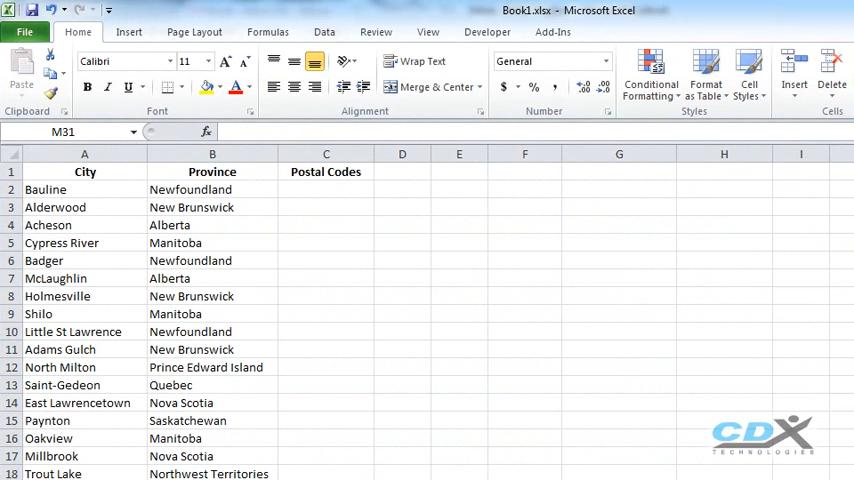 Book1.xlsx - Microsoft Excel
File Home Insert Page Layout Formulas Data Review View Developer Add-Ins
Calibri 11 Wrap Text General
Paste B I U Merge & Center $ % , Conditional Formatting Format as Table Cell Styles Insert Delete
Clipboard Font Alignment Number Styles Cells
M31 fx
A B C D E F G H I
1 City Province Postal Codes
2 Bauline Newfoundland
3 Alderwood New Brunswick
4 Acheson Alberta
5 Cypress River Manitoba
6 Badger Newfoundland
7 McLaughlin Alberta
8 Holmesville New Brunswick
9 Shilo Manitoba
10 Little St Lawrence Newfoundland
11 Adams Gulch New Brunswick
12 North Milton Prince Edward Island
13 Saint-Gedeon Quebec
14 East Lawrencetown Nova Scotia
15 Paynton Saskatchewan
16 Oakview Manitoba
17 Millbrook Nova Scotia
18 Trout Lake Northwest Territories
CDX
TECHNOLOGIES